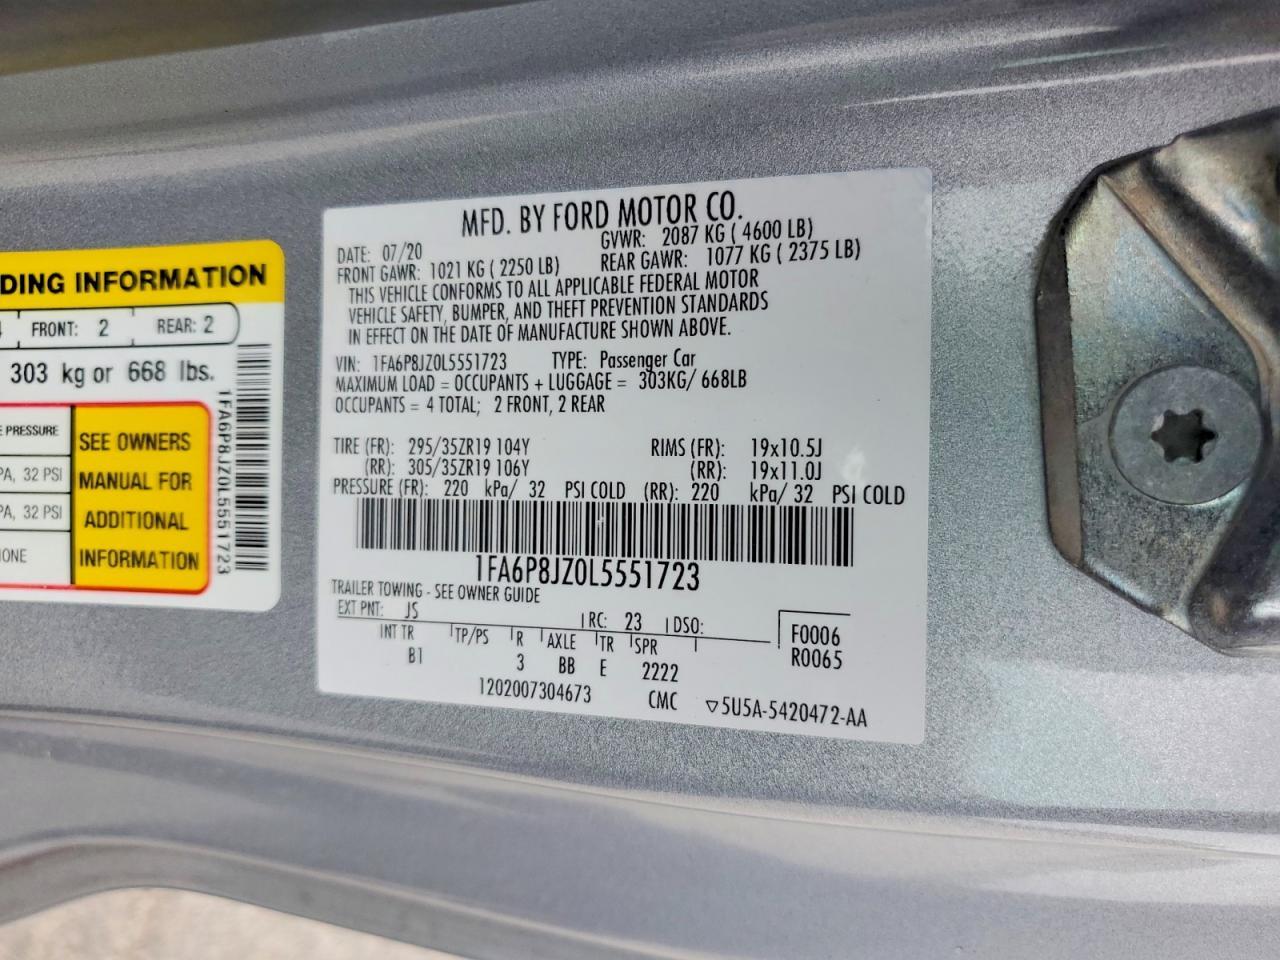 DING INFORMATION
FRONT: 2 REAR: 2
303 kg or 668 lbs.
E PRESSURE
PA, 32 PSI
PA, 32 PSI
SEE OWNERS
MANUAL FOR
ADDITIONAL
INFORMATION
1FA6P8JZ0L5551723
MFD. BY FORD MOTOR CO.
DATE: 07/20 GVWR: 2087 KG ( 4600 LB)
FRONT GAWR: 1021 KG ( 2250 LB) REAR GAWR: 1077 KG ( 2375 LB)
THIS VEHICLE CONFORMS TO ALL APPLICABLE FEDERAL MOTOR
VEHICLE SAFETY, BUMPER, AND THEFT PREVENTION STANDARDS
IN EFFECT ON THE DATE OF MANUFACTURE SHOWN ABOVE.
VIN: 1FA6P8JZ0L5551723 TYPE: Passenger Car
MAXIMUM LOAD = OCCUPANTS + LUGGAGE = 303KG/ 668LB
OCCUPANTS = 4 TOTAL; 2 FRONT, 2 REAR
TIRE (FR): 295/35ZR19 104Y RIMS (FR): 19x10.5J
(RR): 305/35ZR19 106Y (RR): 19x11.0J
PRESSURE (FR): 220 kPa/ 32 PSI COLD (RR): 220 kPa/ 32 PSI COLD
1FA6P8JZ0L5551723
TRAILER TOWING - SEE OWNER GUIDE
EXT PNT: JS RC: 23 DSO:
INT TR TP/PS R AXLE TR SPR
B1 3 BB E 2222
F0006
R0065
1202007304673 CMC ▽5U5A-5420472-AA